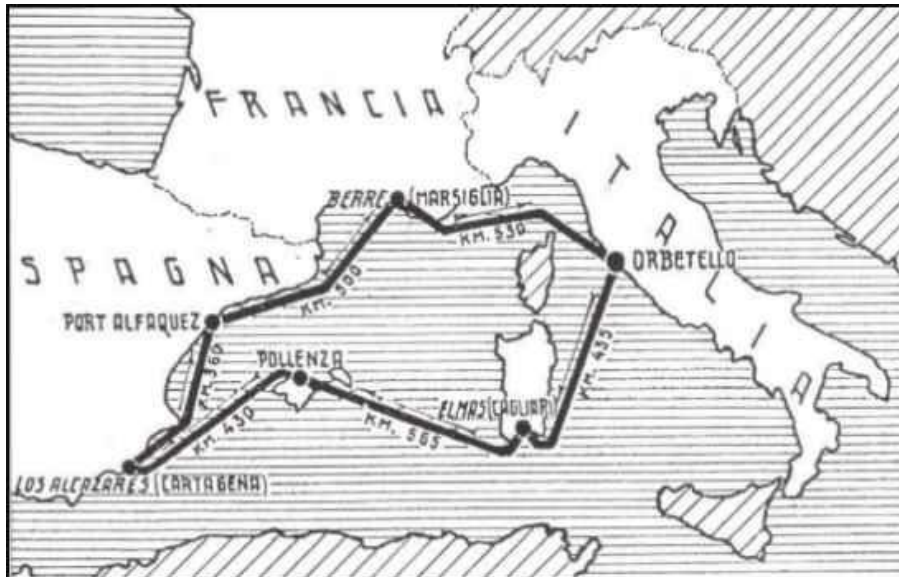 FRANCIA
ITALIA
BERRE (MARSIGLIA)
KM. 530
SPAGNA
ORBETELLO
KM. 500
PORT ALFAQUEZ
POLLENZA
KM. 360
KM. 435
ELMAS (CAGLIARI)
KM. 430
KM. 565
LOS ALCAZARES (CARTAGENA)